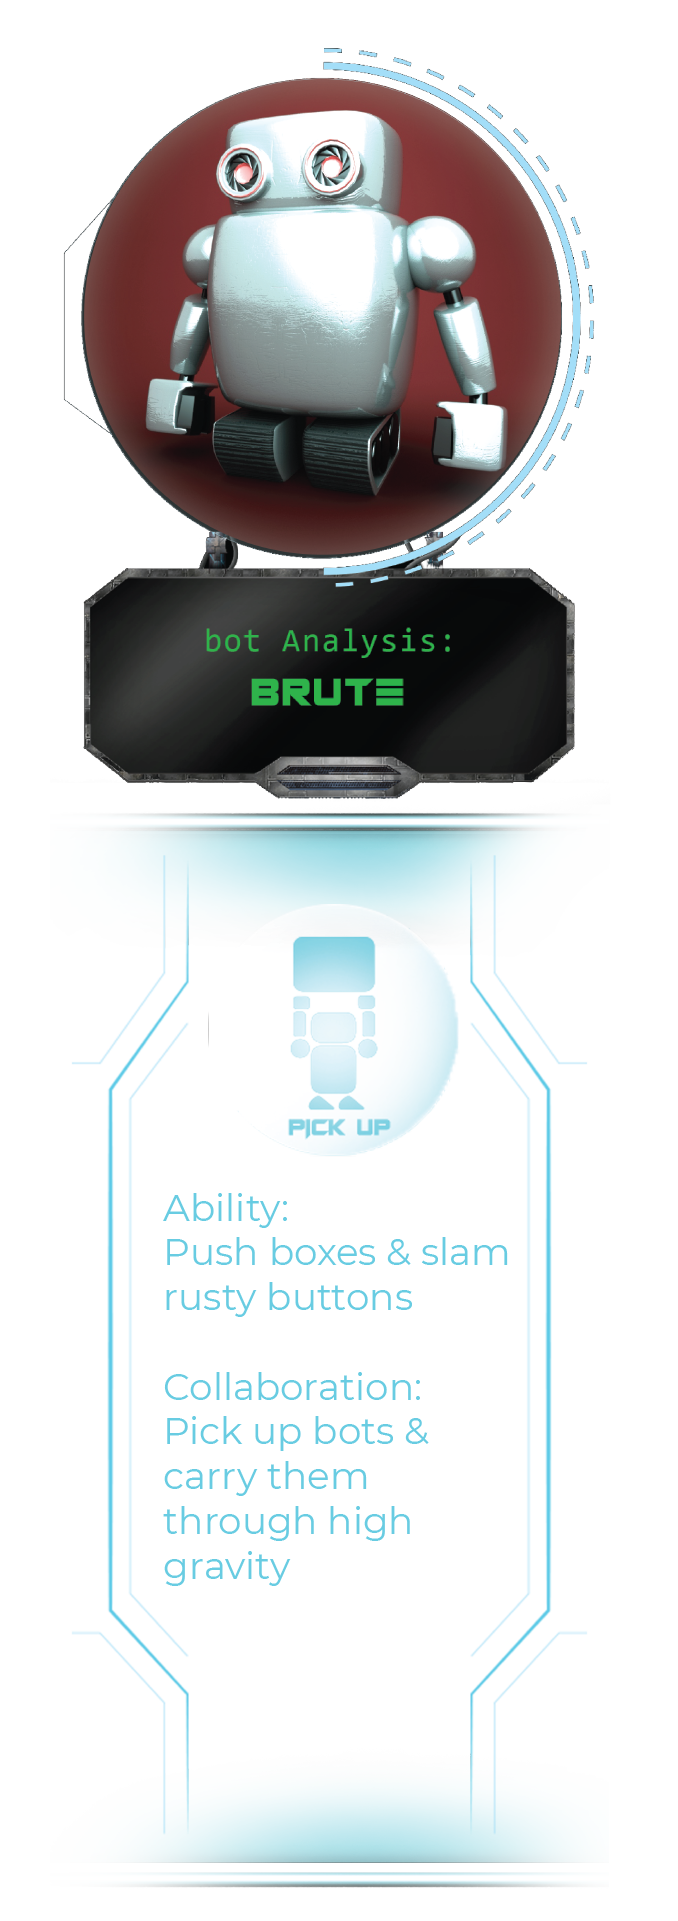 bot Analysis:
BRUTE
PICK UP
Ability:
Push boxes & slam
rusty buttons
Collaboration:
Pick up bots &
carry them
through high
gravity